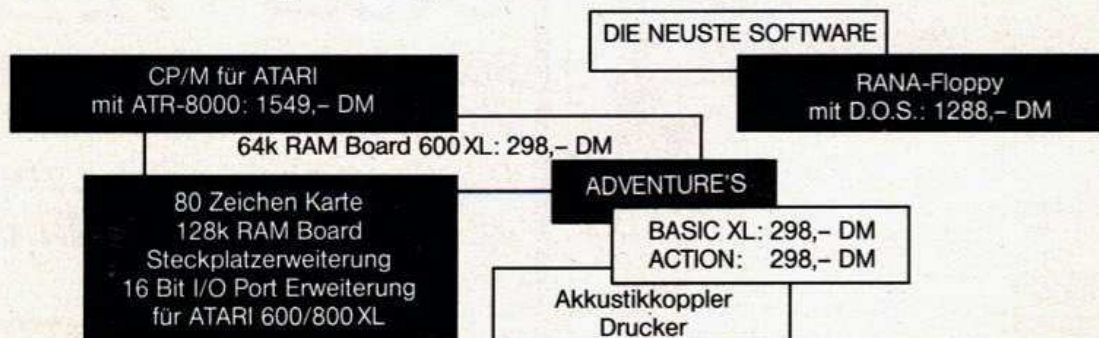 DIE NEUSTE SOFTWARE
CP/M für ATARI
mit ATR-8000: 1549,– DM
RANA-Floppy
mit D.O.S.: 1288,– DM
64k RAM Board 600 XL: 298,– DM
ADVENTURE'S
80 Zeichen Karte
128k RAM Board
Steckplatzerweiterung
16 Bit I/O Port Erweiterung
für ATARI 600/800 XL
BASIC XL: 298,– DM
ACTION: 298,– DM
Akkustikkoppler
Drucker